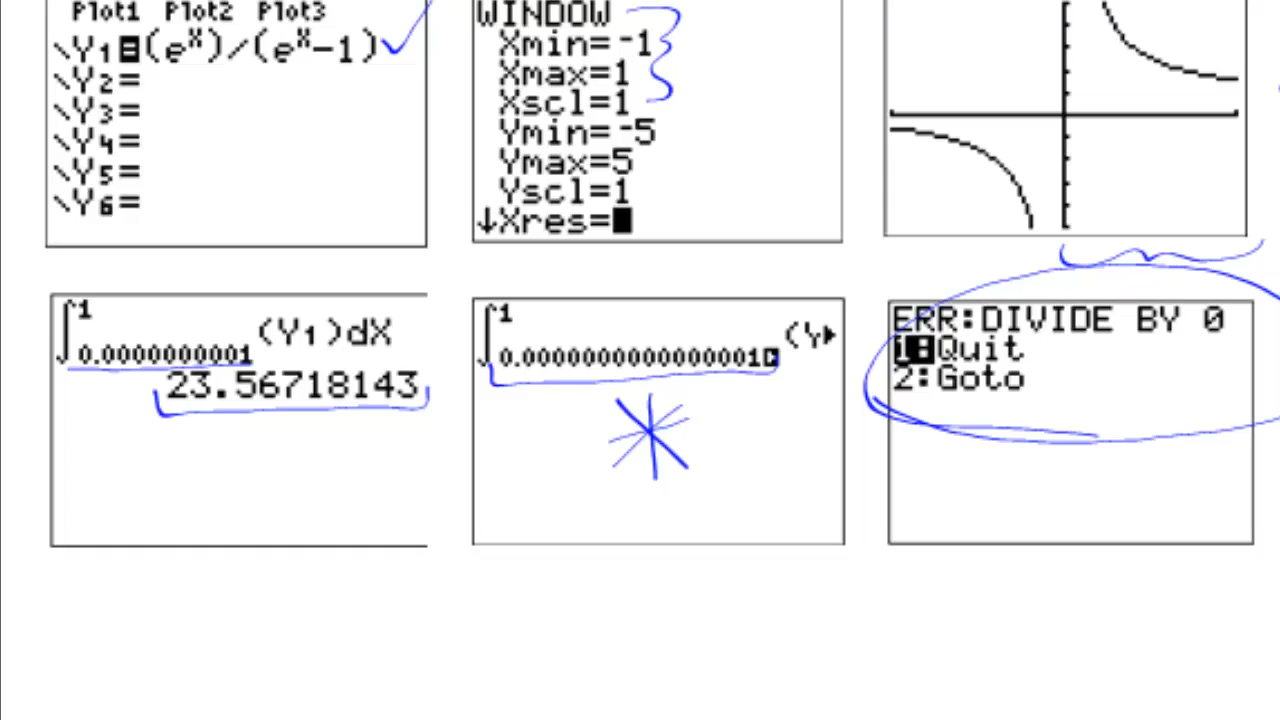 Plot1 Plot2 Plot3
\Y1=(e^X)/(e^X-1)
\Y2=
\Y3=
\Y4=
\Y5=
\Y6=
WINDOW
Xmin=-1
Xmax=1
Xscl=1
Ymin=-5
Ymax=5
Yscl=1
↓Xres=
∫1
(Y1)dX
0.0000000001
23.56718143
∫1
(Y
0.0000000000000001
ERR:DIVIDE BY 0
1:Quit
2:Goto